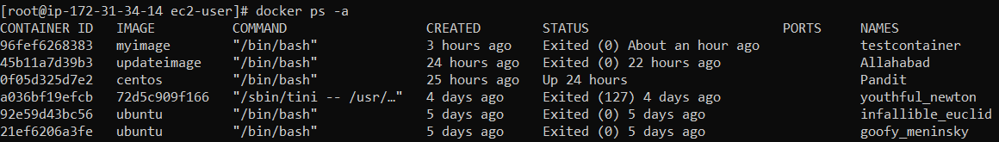 [root@ip-172-31-34-14 ec2-user]# docker ps -a
CONTAINER ID   IMAGE          COMMAND                  CREATED        STATUS                         PORTS     NAMES
96fef6268383   myimage        "/bin/bash"              3 hours ago    Exited (0) About an hour ago             testcontainer
45b11a7d39b3   updateimage    "/bin/bash"              24 hours ago   Exited (0) 22 hours ago                  Allahabad
0f05d325d7e2   centos         "/bin/bash"              25 hours ago   Up 24 hours                              Pandit
a036bf19efcb   72d5c909f166   "/sbin/tini -- /usr/…"   4 days ago     Exited (127) 4 days ago                  youthful_newton
92e59d43bc56   ubuntu         "/bin/bash"              5 days ago     Exited (0) 5 days ago                    infallible_euclid
21ef6206a3fe   ubuntu         "/bin/bash"              5 days ago     Exited (0) 5 days ago                    goofy_meninsky